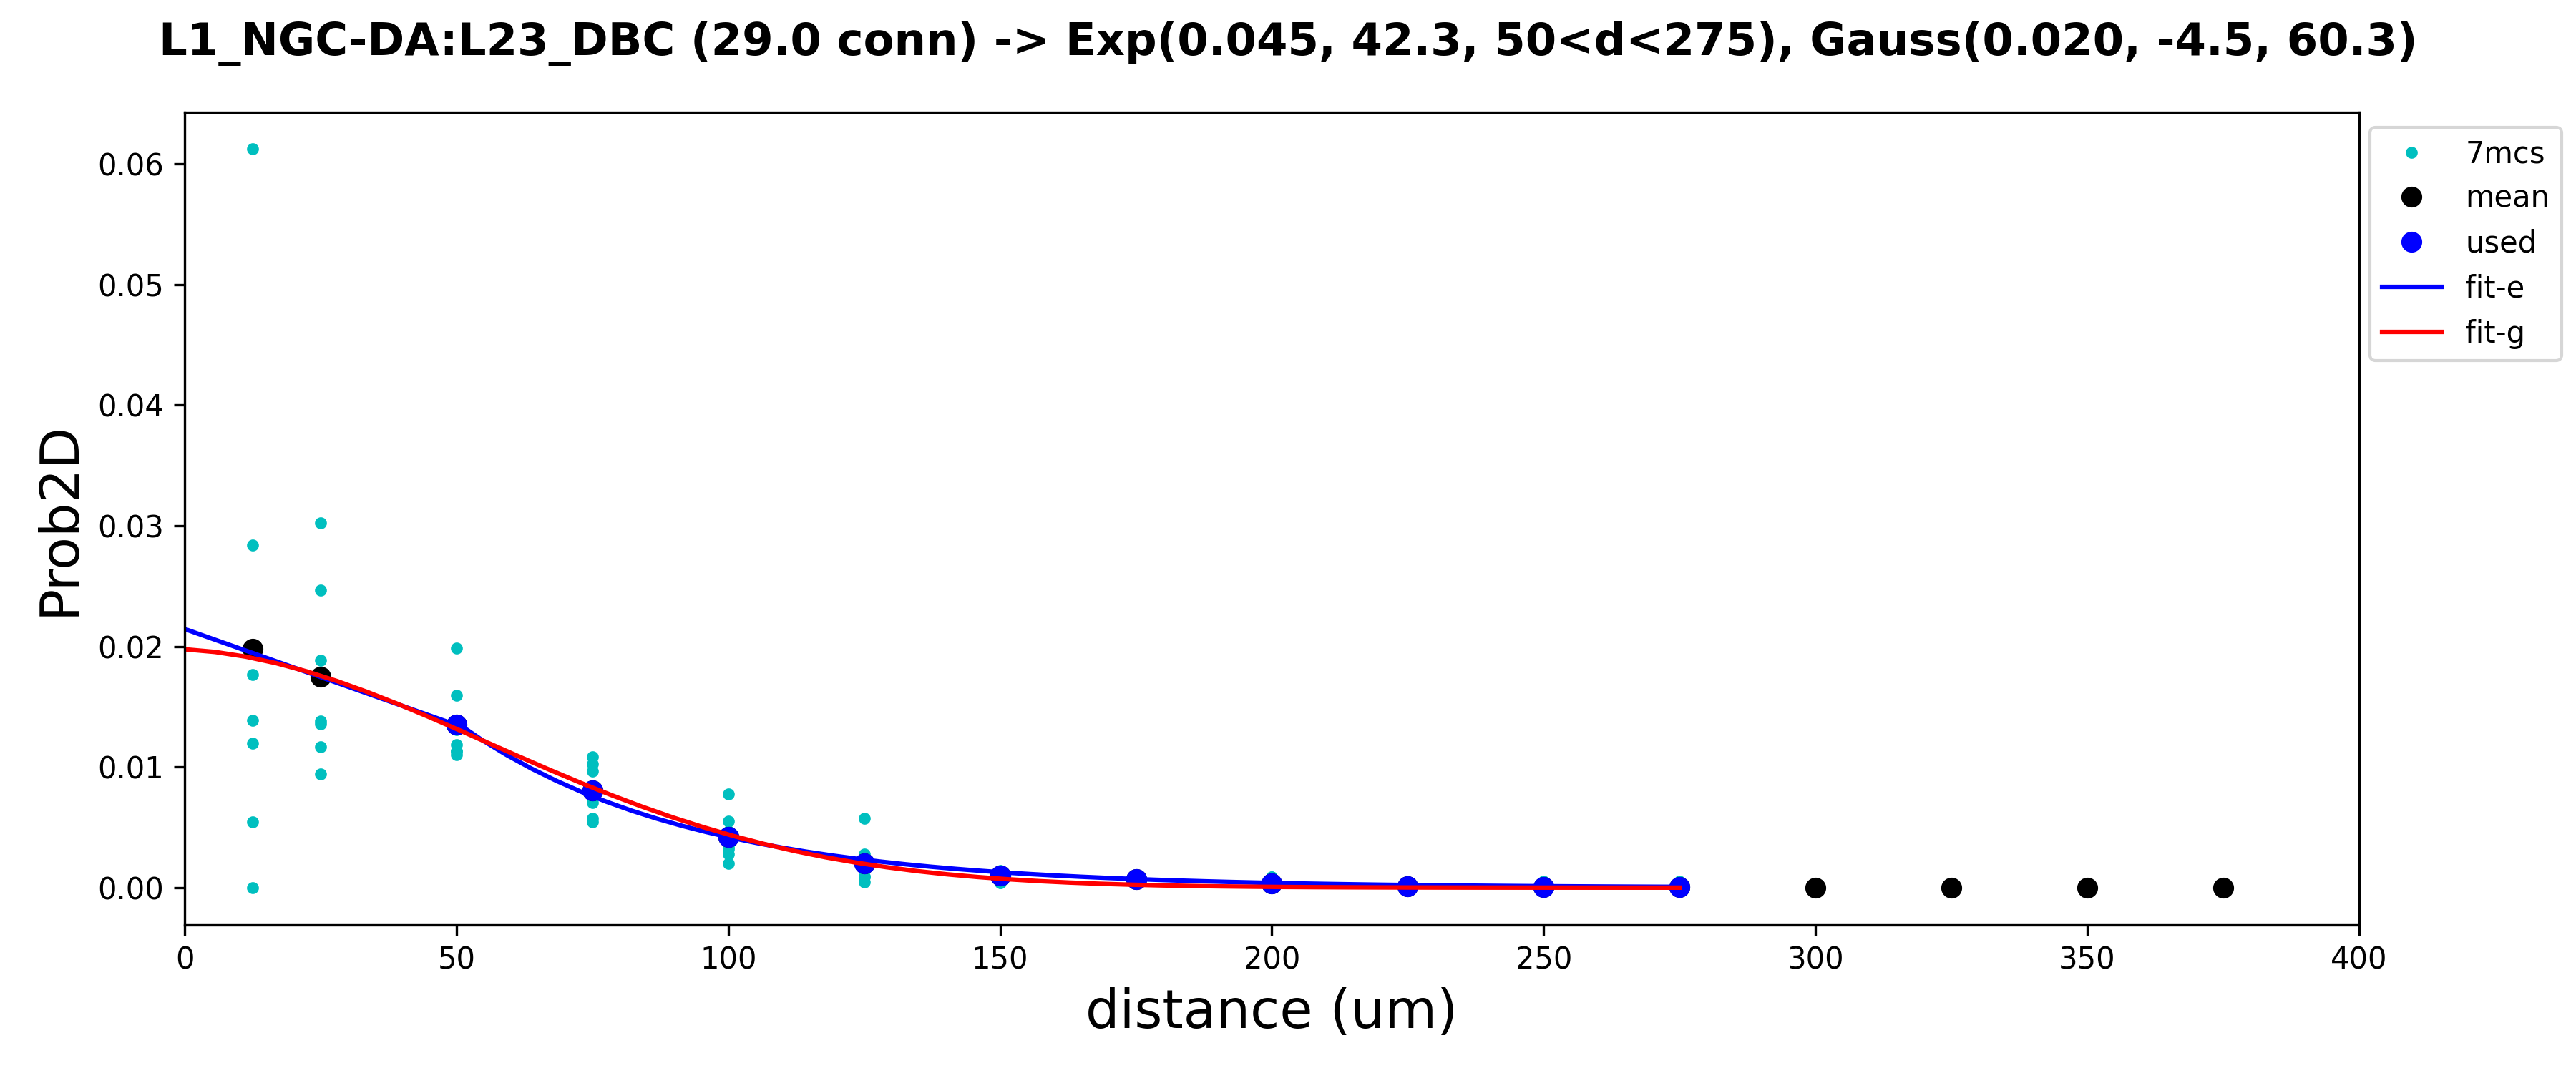 L1_NGC-DA:L23_DBC (29.0 conn) -> Exp(0.045, 42.3, 50<d<275), Gauss(0.020, -4.5, 60.3)
7mcs
mean
used
fit-e
fit-g
Prob2D
0.06
0.05
0.04
0.03
0.02
0.01
0.00
0 50 100 150 200 250 300 350 400
distance (um)